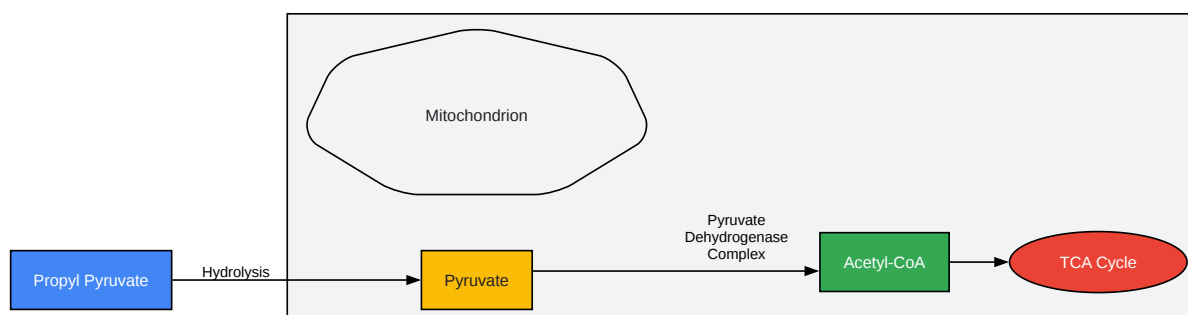 Mitochondrion
Propyl Pyruvate
Hydrolysis
Pyruvate
Pyruvate
Dehydrogenase
Complex
Acetyl-CoA
TCA Cycle